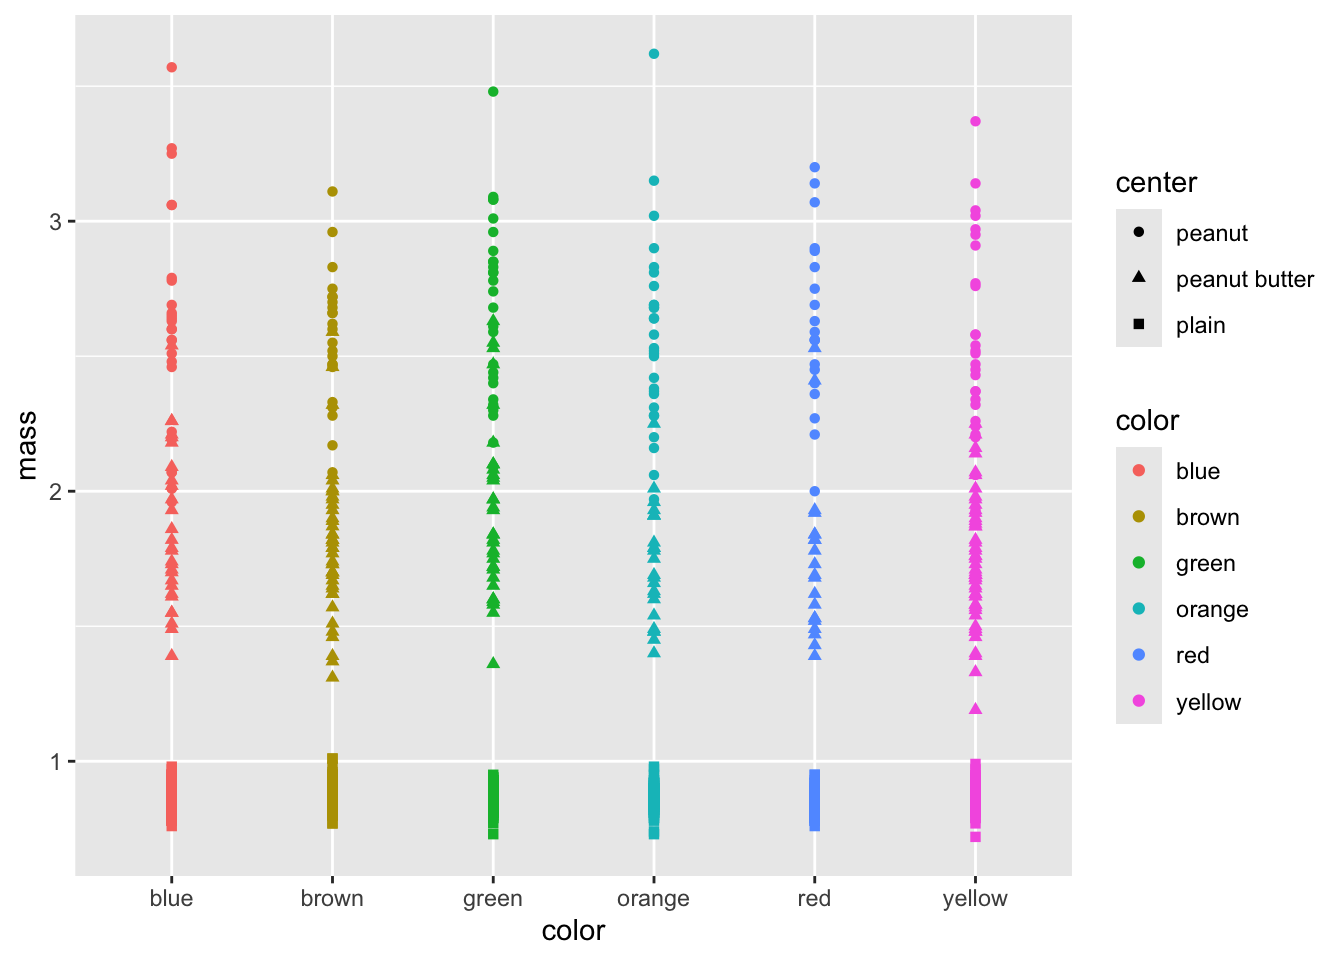 mass
3
2
1
blue brown green orange red yellow
color
center
peanut
peanut butter
plain
color
blue
brown
green
orange
red
yellow